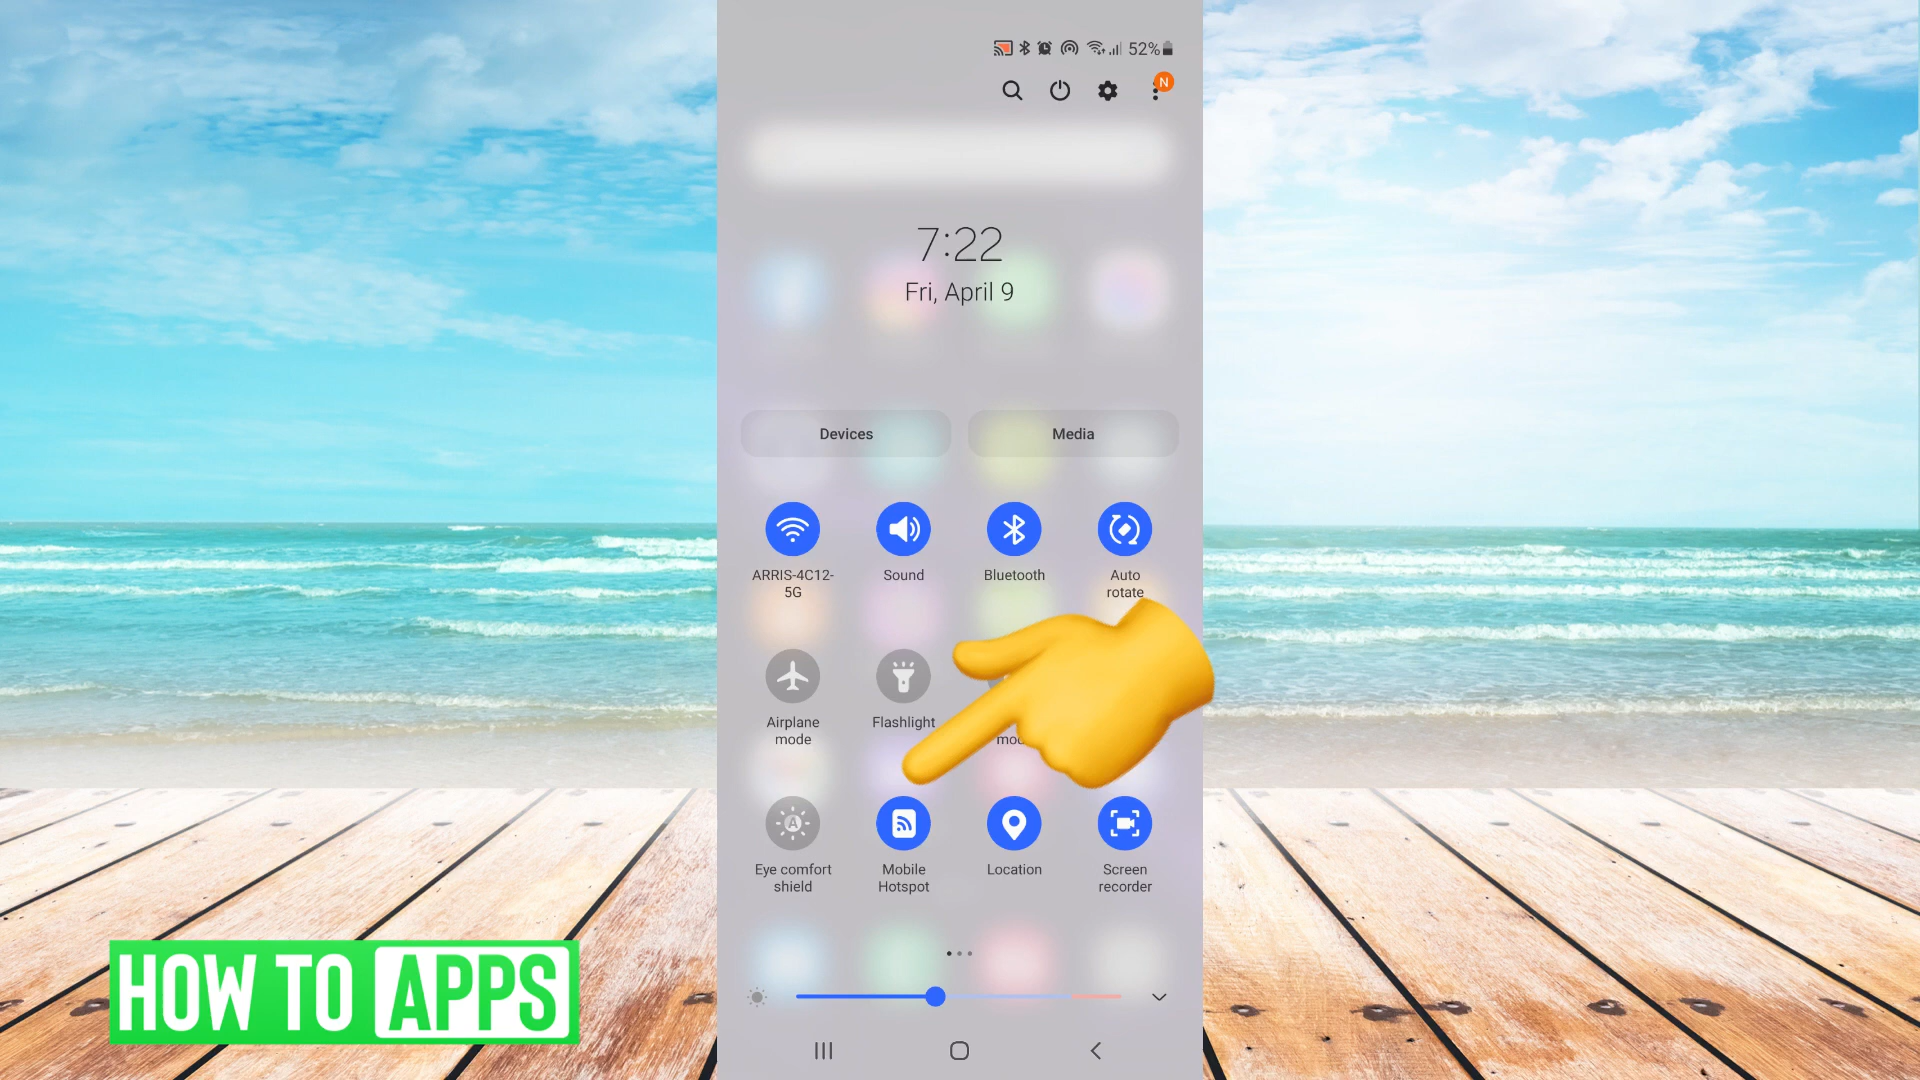 52%
N
7:22
Fri, April 9
Devices Media
ARRIS-4C12-
5G
Sound
Bluetooth
Auto
rotate
Airplane
mode
Flashlight
Eye comfort
shield
Mobile
Hotspot
Location
Screen
recorder
HOW TO APPS